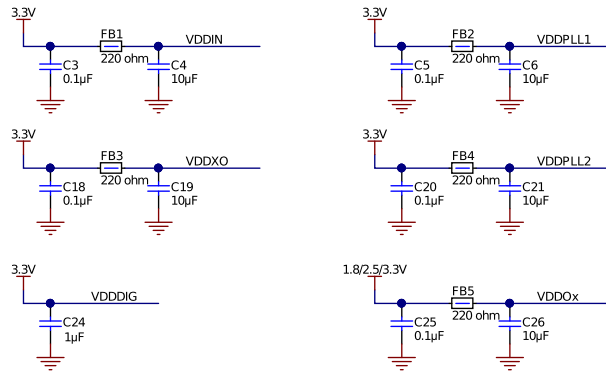 3.3V
FB1
VDDIN
220 ohm
C3
0.1µF
C4
10µF
3.3V
FB2
VDDPLL1
220 ohm
C5
0.1µF
C6
10µF
3.3V
FB3
VDDXO
220 ohm
C18
0.1µF
C19
10µF
3.3V
FB4
VDDPLL2
220 ohm
C20
0.1µF
C21
10µF
3.3V
VDDDIG
C24
1µF
1.8/2.5/3.3V
FB5
VDDOx
220 ohm
C25
0.1µF
C26
10µF